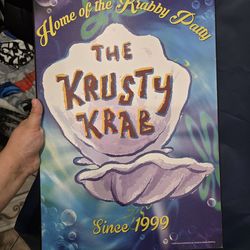 Home of the Krabby Patty
THE
KRUSTY
KRAB
Since 1999